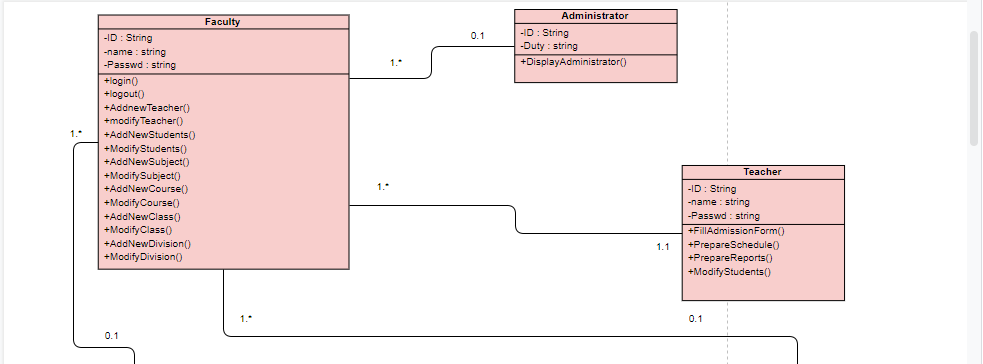 Faculty
-ID : String
-name : string
-Passwd : string
+login()
+logout()
+AddnewTeacher()
+modifyTeacher()
+AddNewStudents()
+ModifyStudents()
+AddNewSubject()
+ModifySubject()
+AddNewCourse()
+ModifyCourse()
+AddNewClass()
+ModifyClass()
+AddNewDivision()
+ModifyDivision()
Administrator
-ID : String
-Duty : string
+DisplayAdministrator()
0.1
1.*
1.*
1.*
Teacher
-ID : String
-name : string
-Passwd : string
+FillAdmissionForm()
+PrepareSchedule()
+PrepareReports()
+ModifyStudents()
1.1
1.*
0.1
0.1